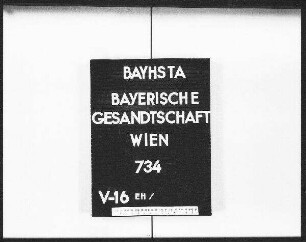 BAYHSTA
BAYERISCHE
GESANDTSCHAFT
WIEN
734
V-16 EH/